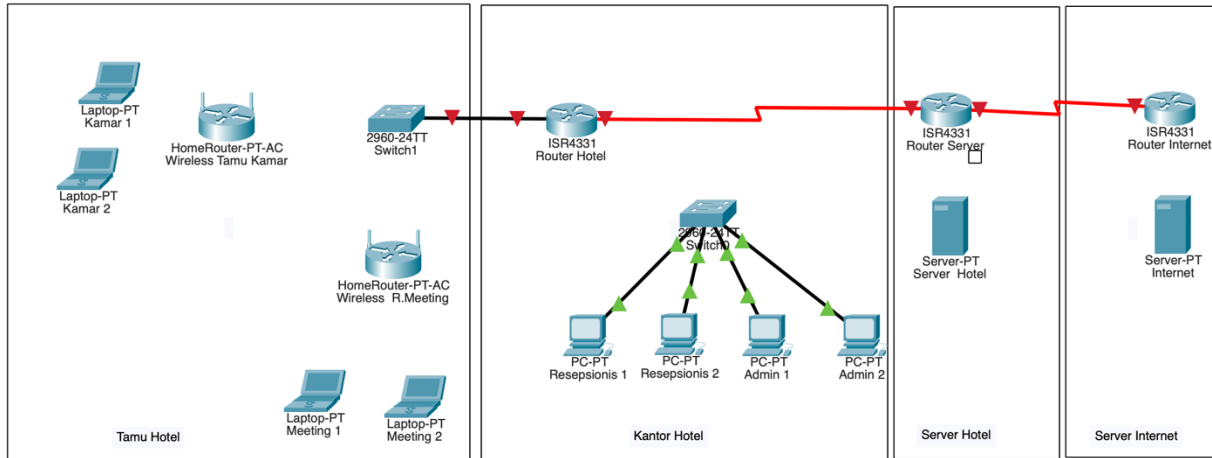 Laptop-PT
Kamar 1
HomeRouter-PT-AC
Wireless Tamu Kamar
2960-24TT
Switch1
Laptop-PT
Kamar 2
HomeRouter-PT-AC
Wireless R.Meeting
Laptop-PT
Meeting 1
Laptop-PT
Meeting 2
Tamu Hotel
ISR4331
Router Hotel
2960-24TT
Switch0
PC-PT
Resepsionis 1
PC-PT
Resepsionis 2
PC-PT
Admin 1
PC-PT
Admin 2
Kantor Hotel
ISR4331
Router Server
Server-PT
Server Hotel
Server Hotel
ISR4331
Router Internet
Server-PT
Internet
Server Internet